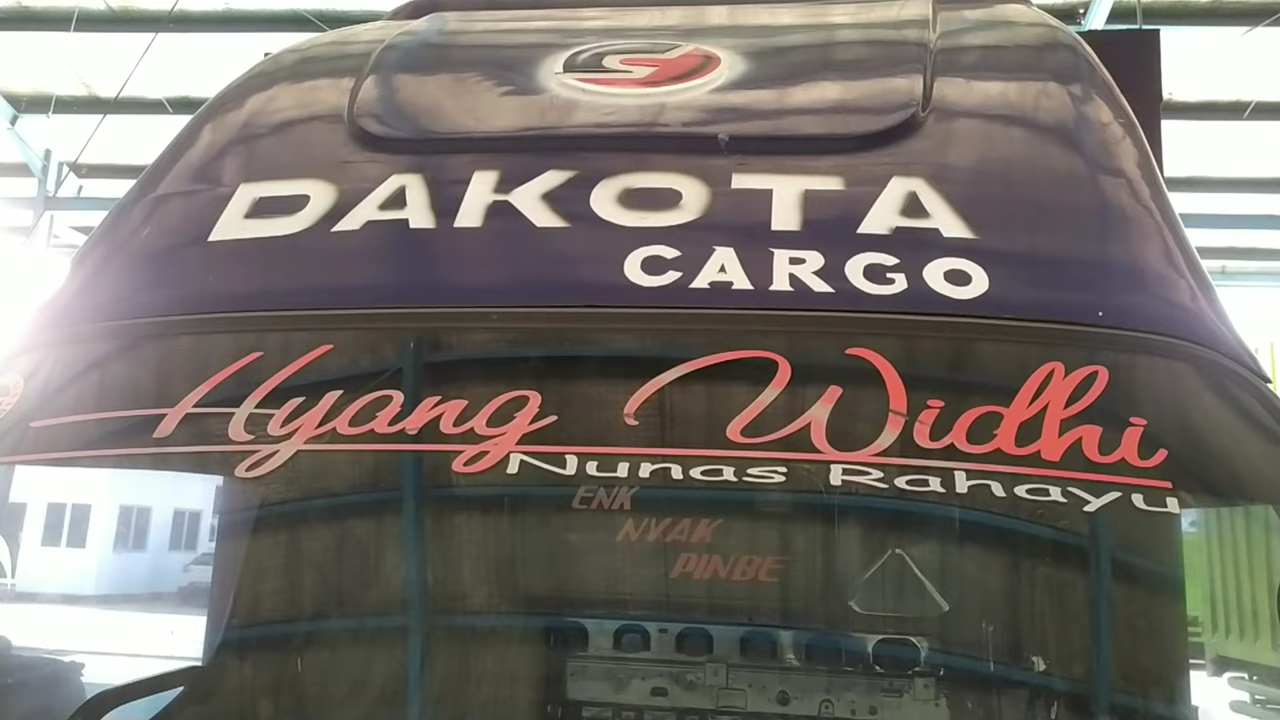 DAKOTA
CARGO
Hyang Widhi
Nunas Rahayu
ENK
NYAK
PINBE